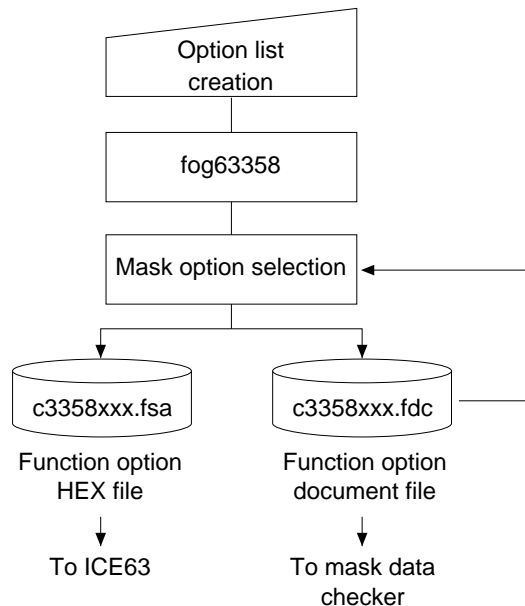 Option list
creation
fog63358
Mask option selection
c3358xxx.fsa
c3358xxx.fdc
Function option
HEX file
Function option
document file
To ICE63
To mask data
checker